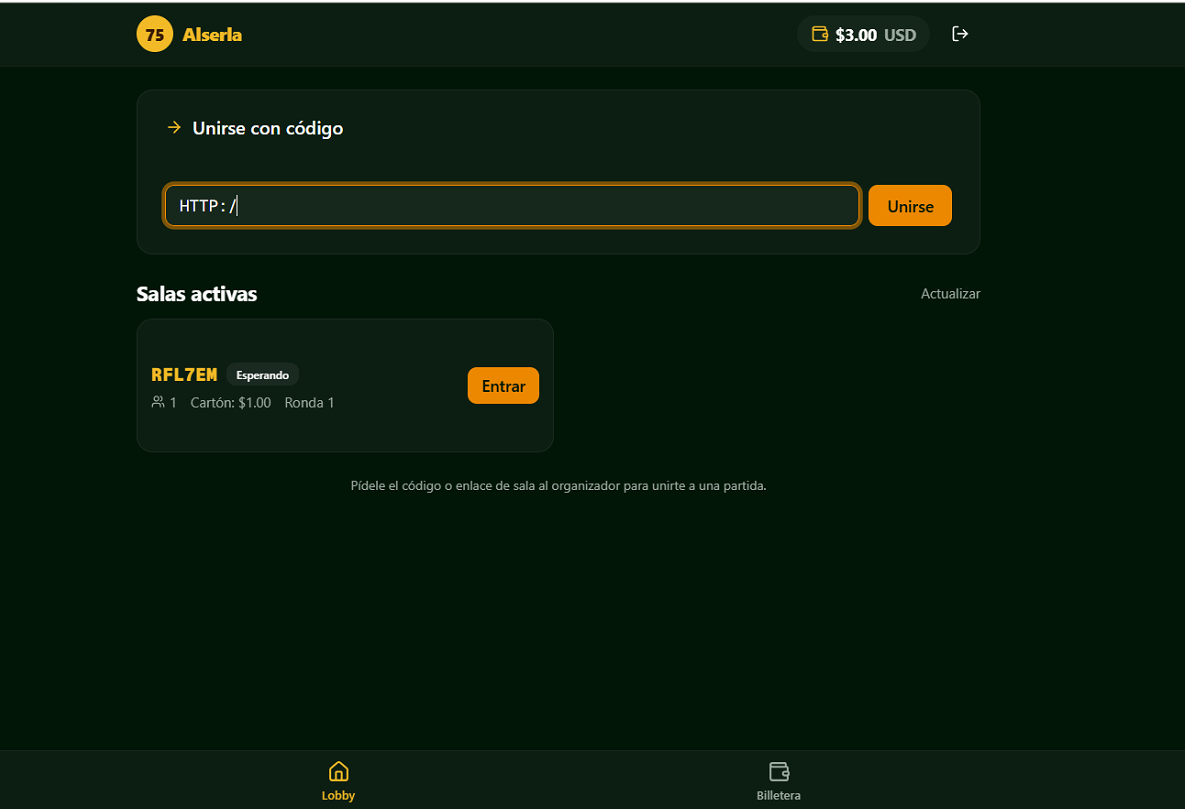 75 Alserla $3.00 USD
Unirse con código
HTTP:/ Unirse
Salas activas Actualizar
RFL7EM Esperando
Entrar
1 Cartón: $1.00 Ronda 1
Pídele el código o enlace de sala al organizador para unirte a una partida.
Lobby Billetera